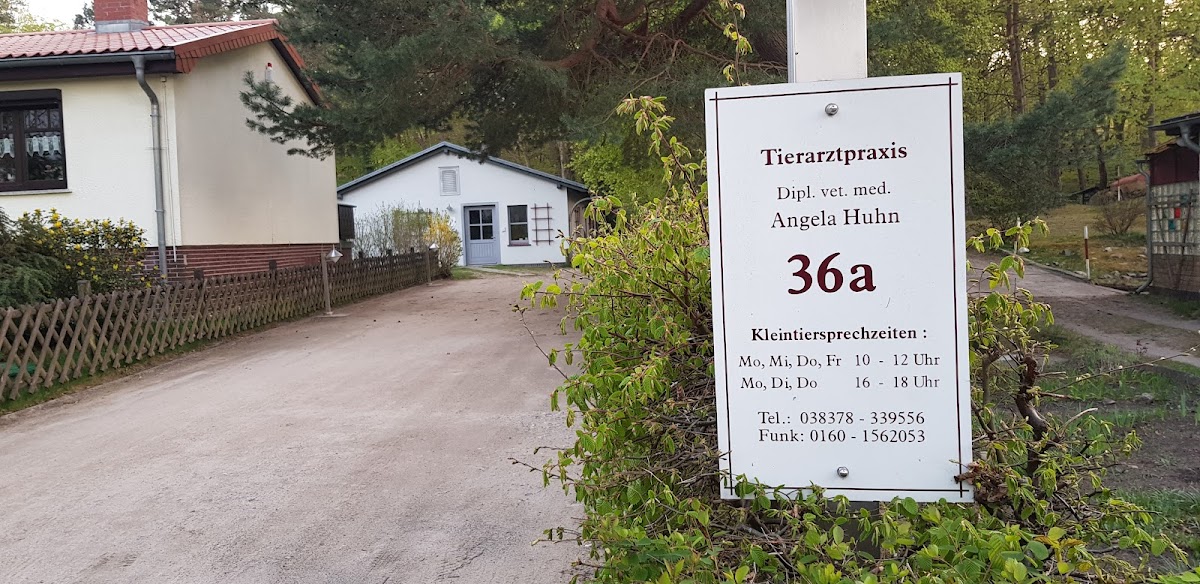 Tierarztpraxis
Dipl. vet. med.
Angela Huhn
36a
Kleintiersprechzeiten :
Mo, Mi, Do, Fr 10 - 12 Uhr
Mo, Di, Do 16 - 18 Uhr
Tel.: 038378 - 339556
Funk: 0160 - 1562053